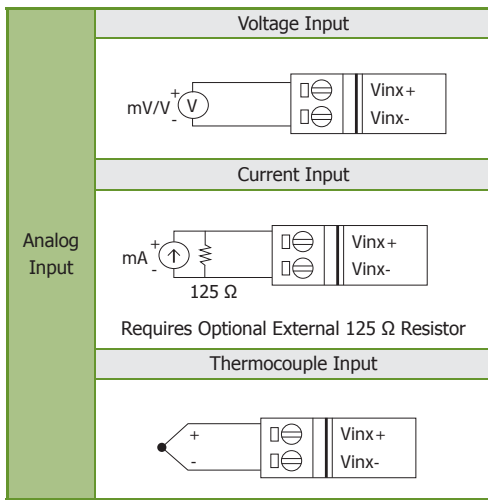 Analog
Input
Voltage Input
mV/V
+
-
V
Vinx+
Vinx-
Current Input
mA
+
-
125 Ω
Vinx+
Vinx-
Requires Optional External 125 Ω Resistor
Thermocouple Input
+
-
Vinx+
Vinx-